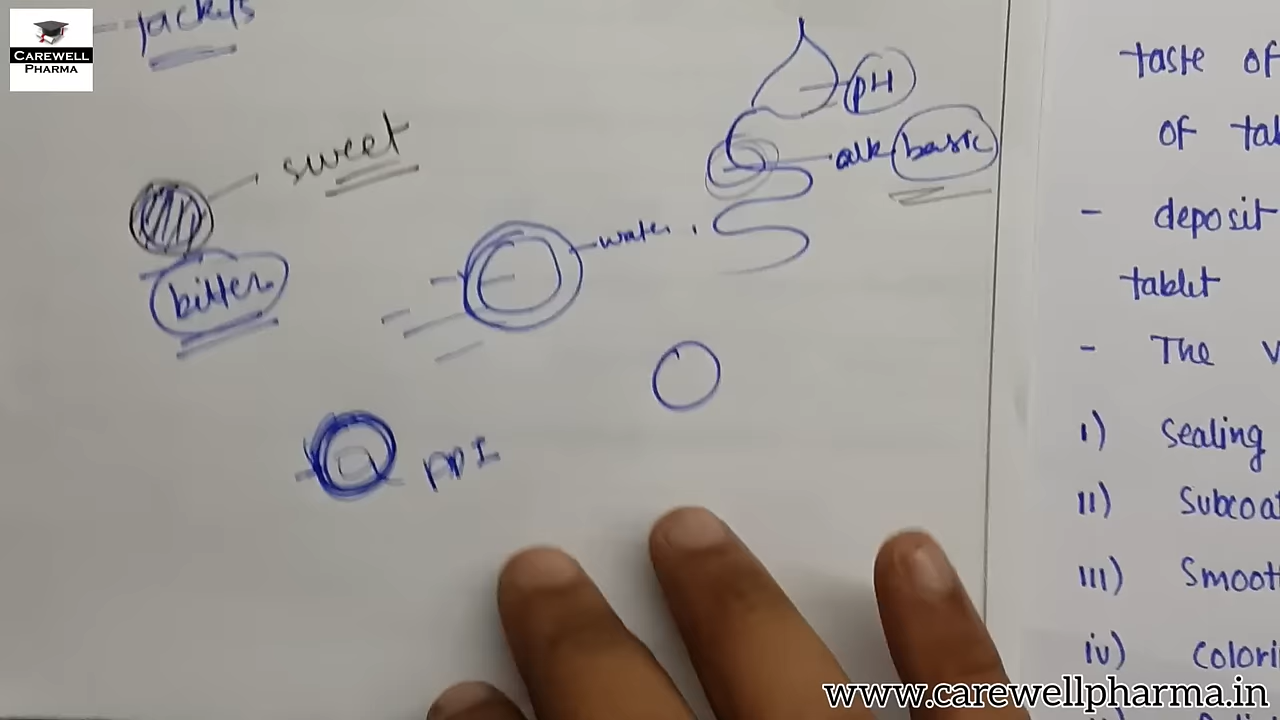 jackets
CAREWELL
PHARMA
pH
alk basic
sweet
water
bitter
API
taste of
of tab
- deposit
tablet
- The
i) Sealing
ii) Subcoat
iii) Smoot
iv) Colori
www.carewellpharma.in